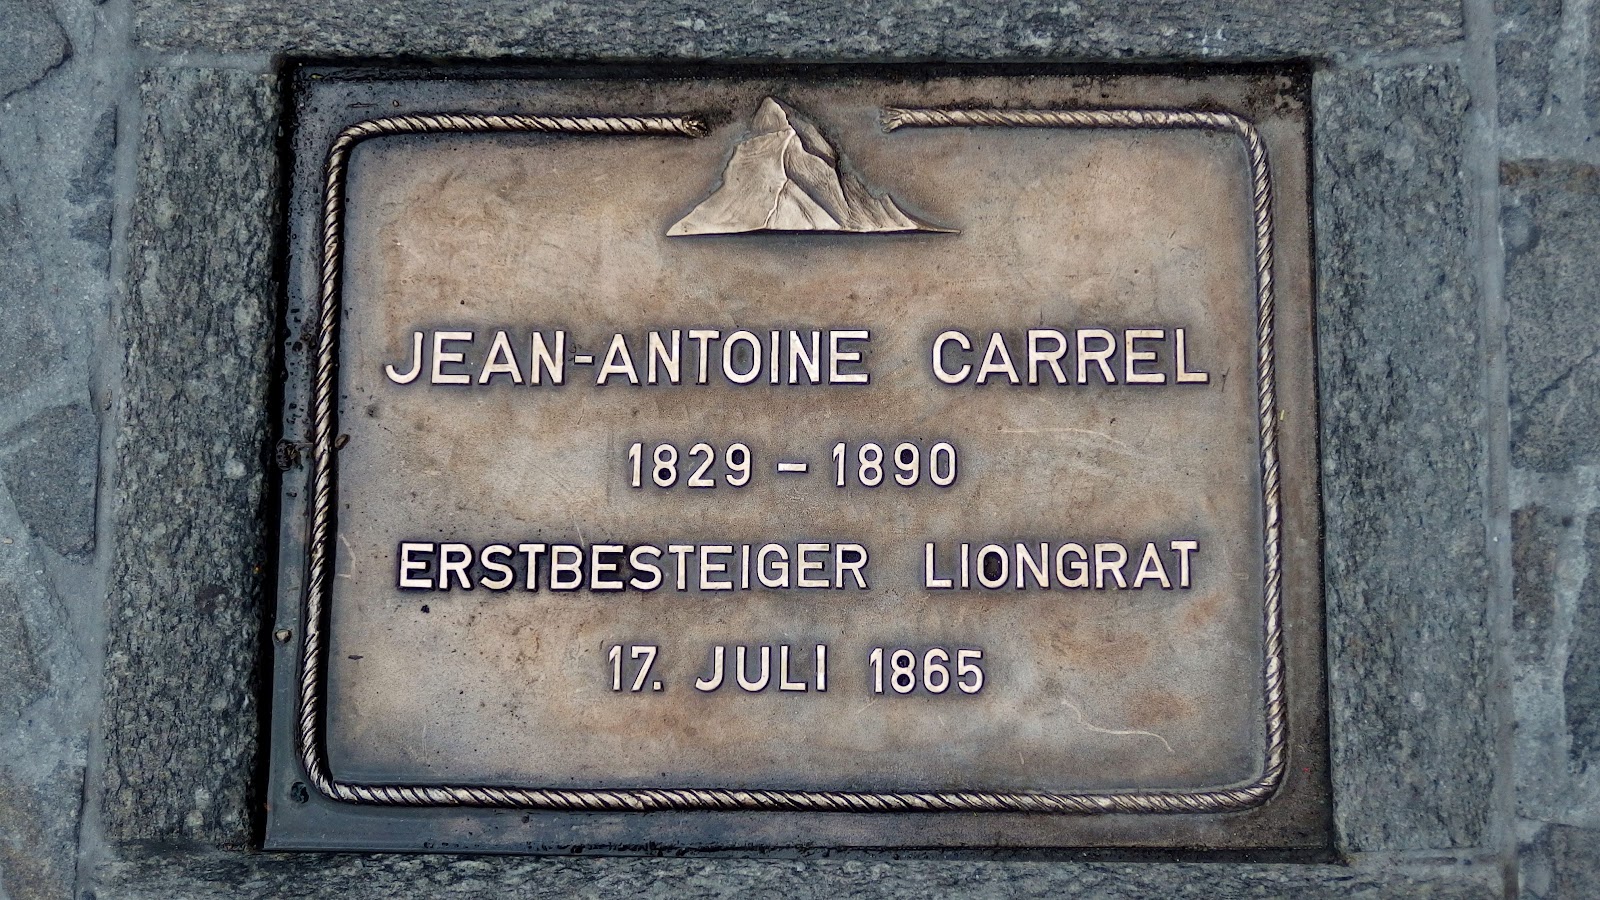 JEAN-ANTOINE CARREL
1829 – 1890
ERSTBESTEIGER LIONGRAT
17. JULI 1865